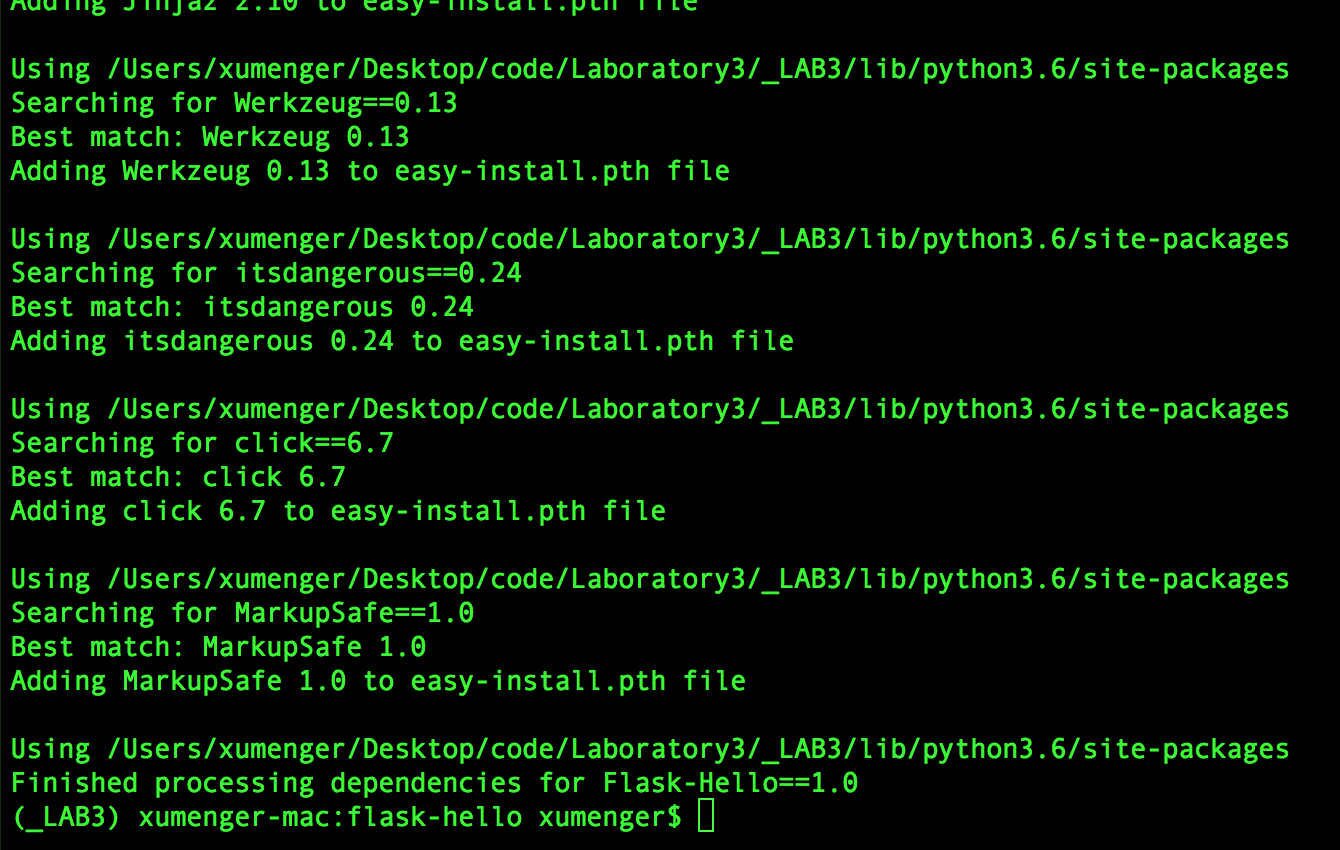 Adding Jinja2 2.10 to easy-install.pth file
Using /Users/xumenger/Desktop/code/Laboratory3/_LAB3/lib/python3.6/site-packages
Searching for Werkzeug==0.13
Best match: Werkzeug 0.13
Adding Werkzeug 0.13 to easy-install.pth file
Using /Users/xumenger/Desktop/code/Laboratory3/_LAB3/lib/python3.6/site-packages
Searching for itsdangerous==0.24
Best match: itsdangerous 0.24
Adding itsdangerous 0.24 to easy-install.pth file
Using /Users/xumenger/Desktop/code/Laboratory3/_LAB3/lib/python3.6/site-packages
Searching for click==6.7
Best match: click 6.7
Adding click 6.7 to easy-install.pth file
Using /Users/xumenger/Desktop/code/Laboratory3/_LAB3/lib/python3.6/site-packages
Searching for MarkupSafe==1.0
Best match: MarkupSafe 1.0
Adding MarkupSafe 1.0 to easy-install.pth file
Using /Users/xumenger/Desktop/code/Laboratory3/_LAB3/lib/python3.6/site-packages
Finished processing dependencies for Flask-Hello==1.0
(_LAB3) xumenger-mac:flask-hello xumenger$